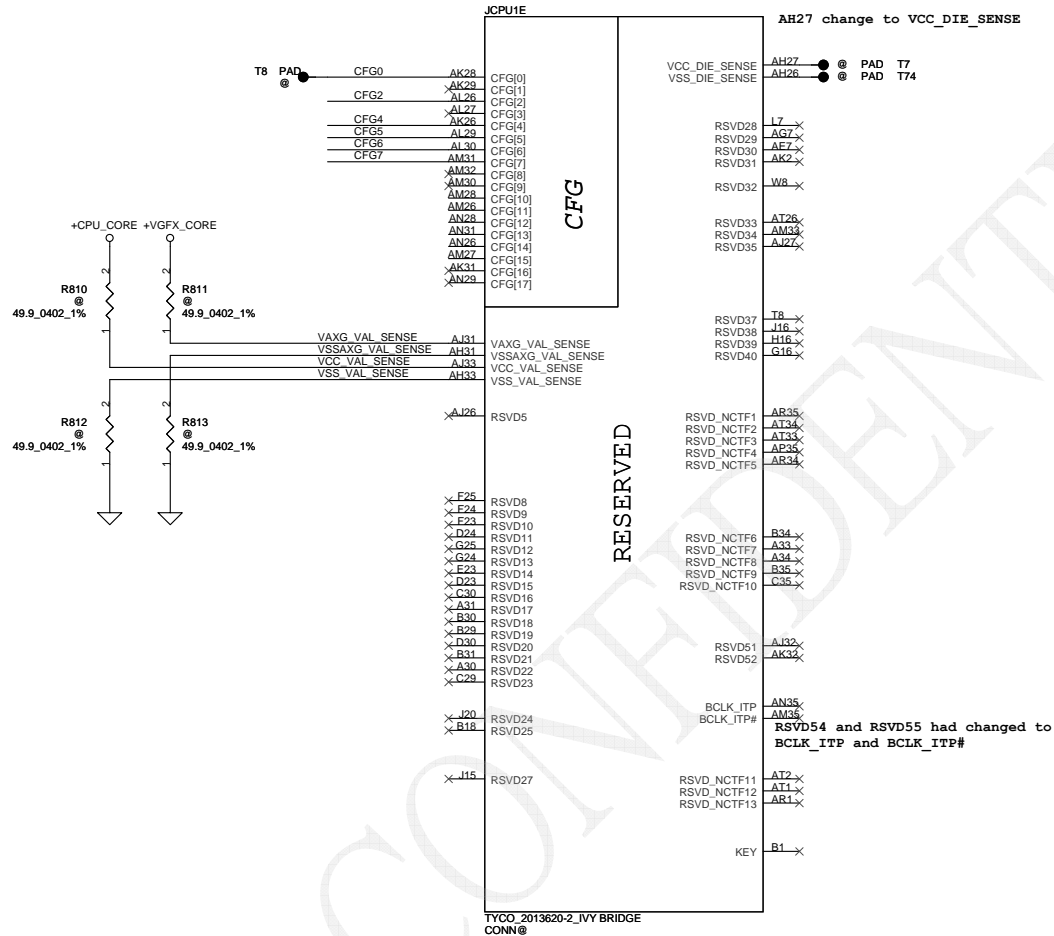 JCPU1E
AH27 change to VCC_DIE_SENSE
T8 PAD
@
CFG0 AK28 CFG[0]
AK29 CFG[1]
CFG2 AL26 CFG[2]
AL27 CFG[3]
CFG4 AK26 CFG[4]
CFG5 AL29 CFG[5]
CFG6 AL30 CFG[6]
CFG7 AM31 CFG[7]
AM32 CFG[8]
AM30 CFG[9]
AM28 CFG[10]
AM26 CFG[11]
AN28 CFG[12]
AN31 CFG[13]
AN26 CFG[14]
AM27 CFG[15]
AK31 CFG[16]
AN29 CFG[17]
CFG
+CPU_CORE +VGFX_CORE
2 2
R810 R811
@ @
49.9_0402_1% 49.9_0402_1%
1 1
VAXG_VAL_SENSE AJ31 VAXG_VAL_SENSE
VSSAXG_VAL_SENSE AH31 VSSAXG_VAL_SENSE
VCC_VAL_SENSE AJ33 VCC_VAL_SENSE
VSS_VAL_SENSE AH33 VSS_VAL_SENSE
2 2
R812 R813
@ @
49.9_0402_1% 49.9_0402_1%
1 1
AJ26 RSVD5
RESERVED
F25 RSVD8
F24 RSVD9
F23 RSVD10
D24 RSVD11
G25 RSVD12
G24 RSVD13
E23 RSVD14
D23 RSVD15
C30 RSVD16
A31 RSVD17
B30 RSVD18
B29 RSVD19
D30 RSVD20
B31 RSVD21
A30 RSVD22
C29 RSVD23
J20 RSVD24
B18 RSVD25
J15 RSVD27
VCC_DIE_SENSE AH27 @ PAD T7
VSS_DIE_SENSE AH26 @ PAD T74
RSVD28 L7
RSVD29 AG7
RSVD30 AE7
RSVD31 AK2
RSVD32 W8
RSVD33 AT26
RSVD34 AM33
RSVD35 AJ27
RSVD37 T8
RSVD38 J16
RSVD39 H16
RSVD40 G16
RSVD_NCTF1 AR35
RSVD_NCTF2 AT34
RSVD_NCTF3 AT33
RSVD_NCTF4 AP35
RSVD_NCTF5 AR34
RSVD_NCTF6 B34
RSVD_NCTF7 A33
RSVD_NCTF8 A34
RSVD_NCTF9 B35
RSVD_NCTF10 C35
RSVD51 AJ32
RSVD52 AK32
BCLK_ITP AN35
BCLK_ITP# AM35
RSVD54 and RSVD55 had changed to
BCLK_ITP and BCLK_ITP#
RSVD_NCTF11 AT2
RSVD_NCTF12 AT1
RSVD_NCTF13 AR1
KEY B1
TYCO_2013620-2_IVY BRIDGE
CONN@
CONFIDENT